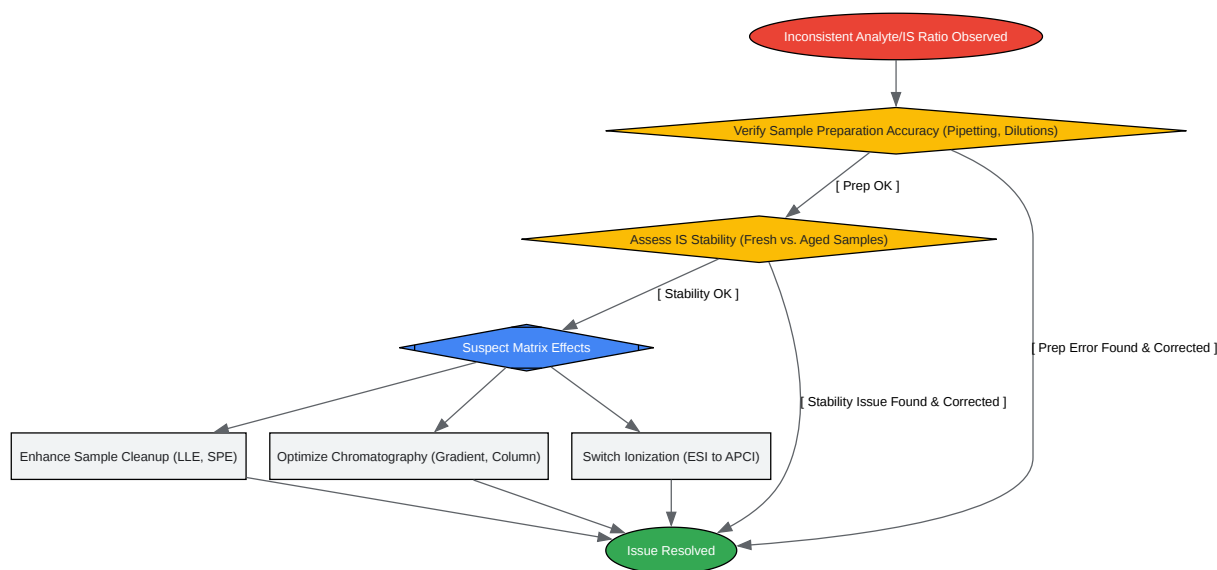 Inconsistent Analyte/IS Ratio Observed
Verify Sample Preparation Accuracy (Pipetting, Dilutions)
[ Prep OK ]
Assess IS Stability (Fresh vs. Aged Samples)
[ Stability OK ]
Suspect Matrix Effects
[ Prep Error Found & Corrected ]
[ Stability Issue Found & Corrected ]
Enhance Sample Cleanup (LLE, SPE)
Optimize Chromatography (Gradient, Column)
Switch Ionization (ESI to APCI)
Issue Resolved